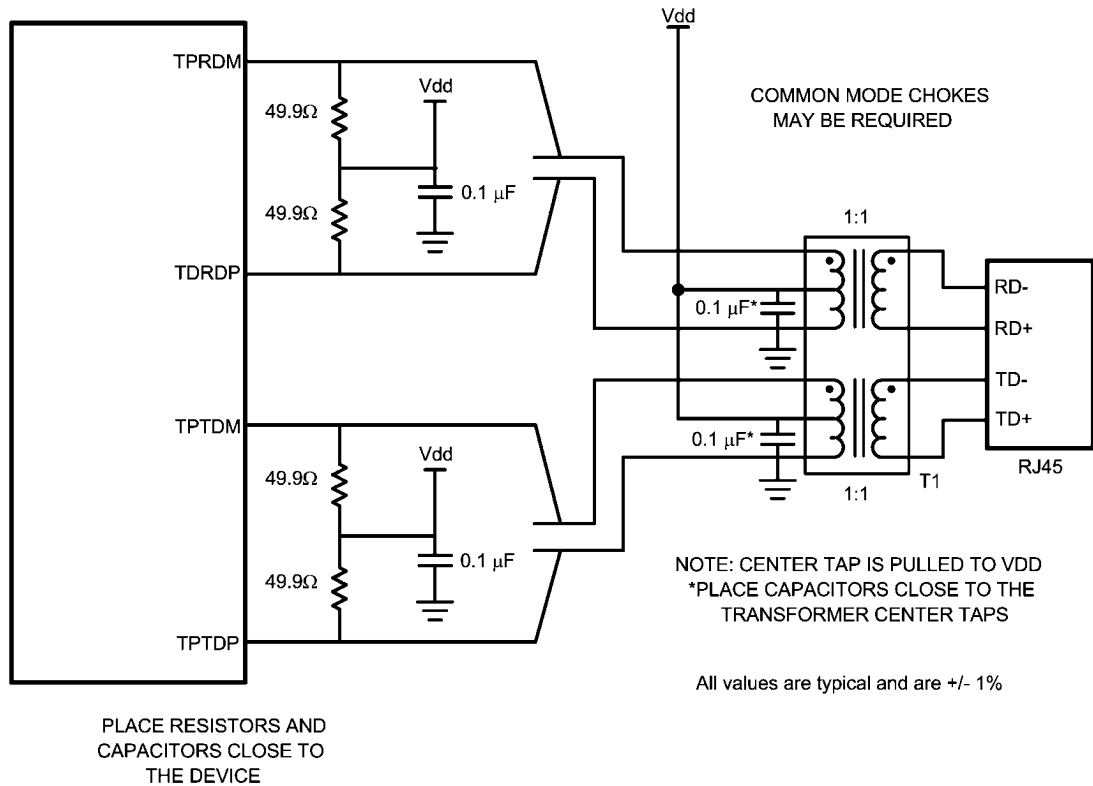 Vdd
TPRDM
49.9Ω
Vdd
COMMON MODE CHOKES
MAY BE REQUIRED
0.1 µF
49.9Ω
1:1
TDRDP
RD-
0.1 µF*
RD+
TD-
TPTDM
TD+
0.1 µF*
Vdd
RJ45
49.9Ω
T1
1:1
0.1 µF
49.9Ω
NOTE: CENTER TAP IS PULLED TO VDD
*PLACE CAPACITORS CLOSE TO THE
TRANSFORMER CENTER TAPS
TPTDP
All values are typical and are +/- 1%
PLACE RESISTORS AND
CAPACITORS CLOSE TO
THE DEVICE